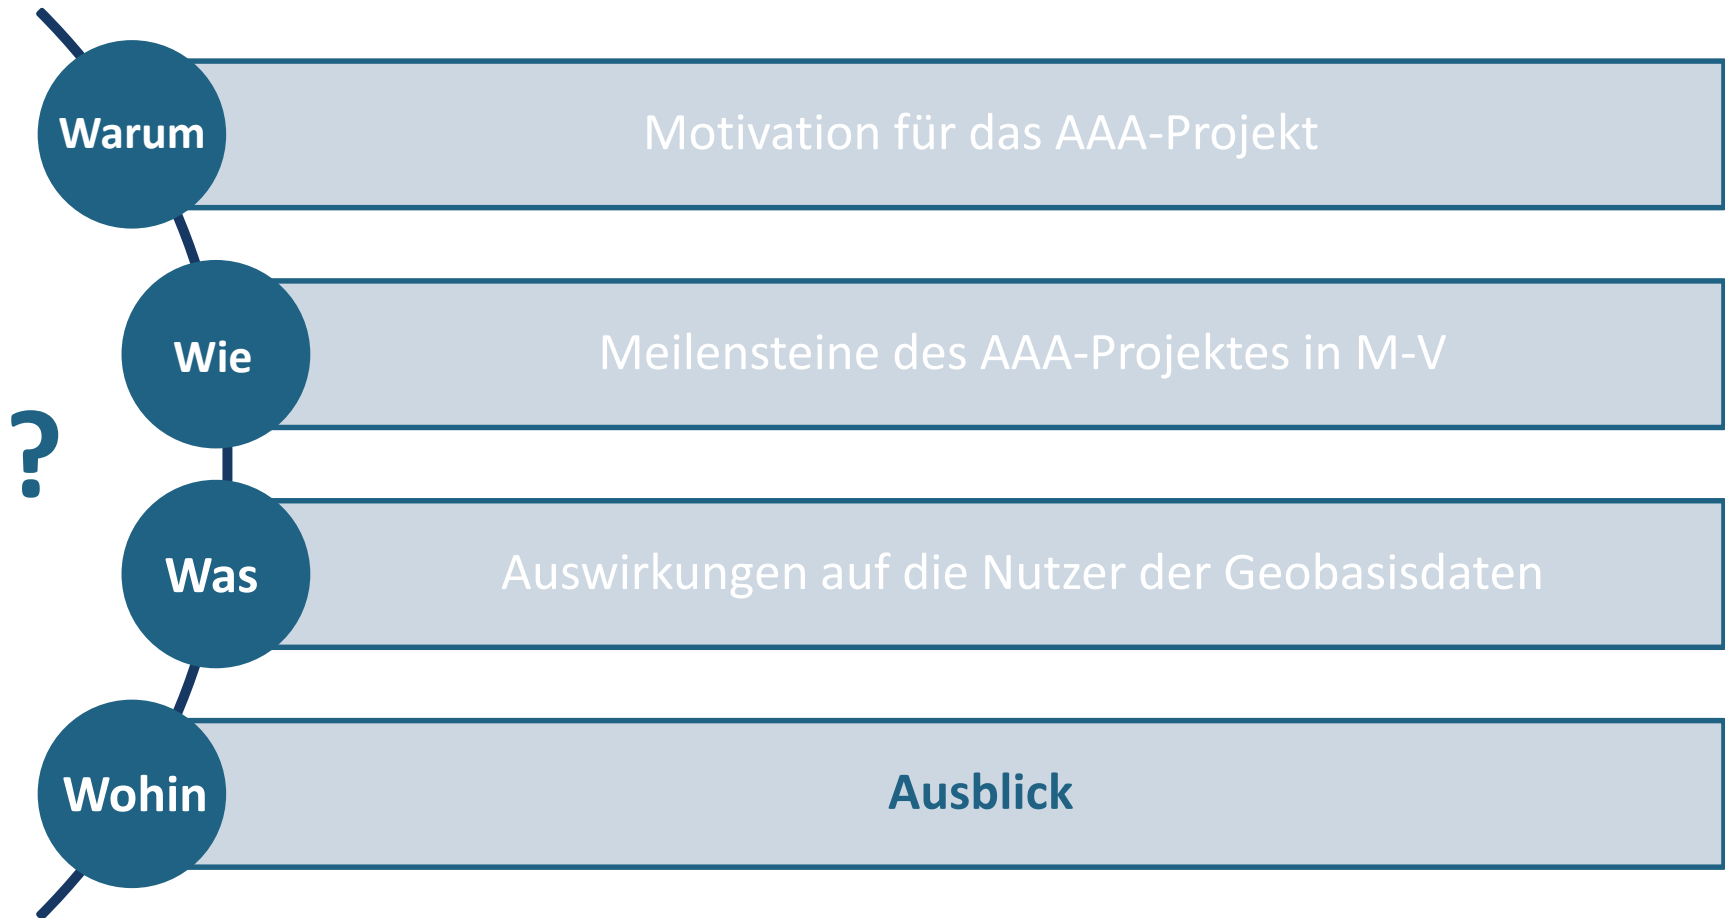 Warum
Motivation für das AAA-Projekt
Wie
Meilensteine des AAA-Projektes in M-V
?
Was
Auswirkungen auf die Nutzer der Geobasisdaten
Wohin
Ausblick